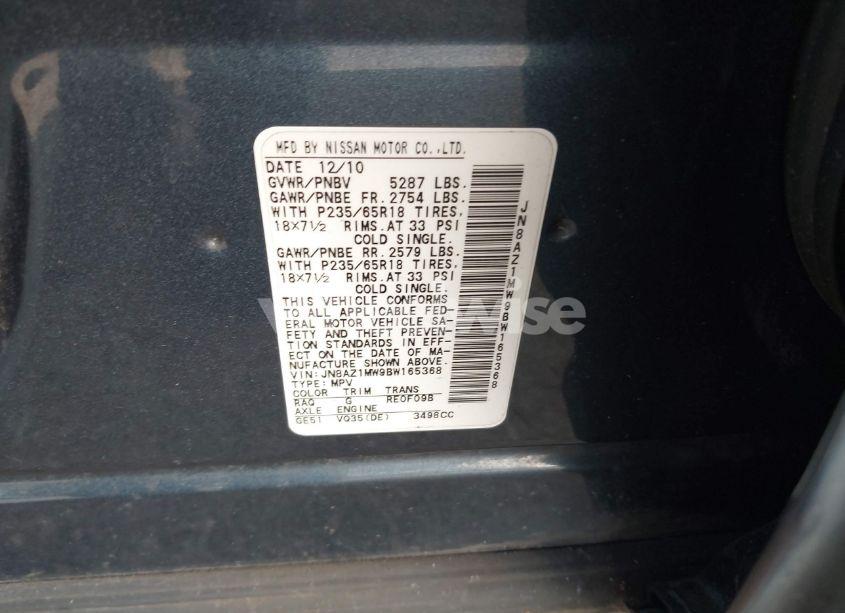 MFD BY NISSAN MOTOR CO.,LTD.
DATE 12/10
GVWR/PNBV 5287 LBS.
GAWR/PNBE FR. 2754 LBS.
WITH P235/65R18 TIRES,
18X7½ RIMS.AT 33 PSI
COLD SINGLE.
GAWR/PNBE RR. 2579 LBS.
WITH P235/65R18 TIRES,
18X7½ RIMS.AT 33 PSI
COLD SINGLE.
THIS VEHICLE CONFORMS
TO ALL APPLICABLE FED-
ERAL MOTOR VEHICLE SA-
FETY AND THEFT PREVEN-
TION STANDARDS IN EFF-
ECT ON THE DATE OF MA-
NUFACTURE SHOWN ABOVE.
VIN: JN8AZ1MW9BW165368
TYPE: MPV
COLOR TRIM TRANS
RAQ G RE0F09B
AXLE ENGINE
GE51 VQ35(DE) 3498CC
JN8AZ1MW9BW165368